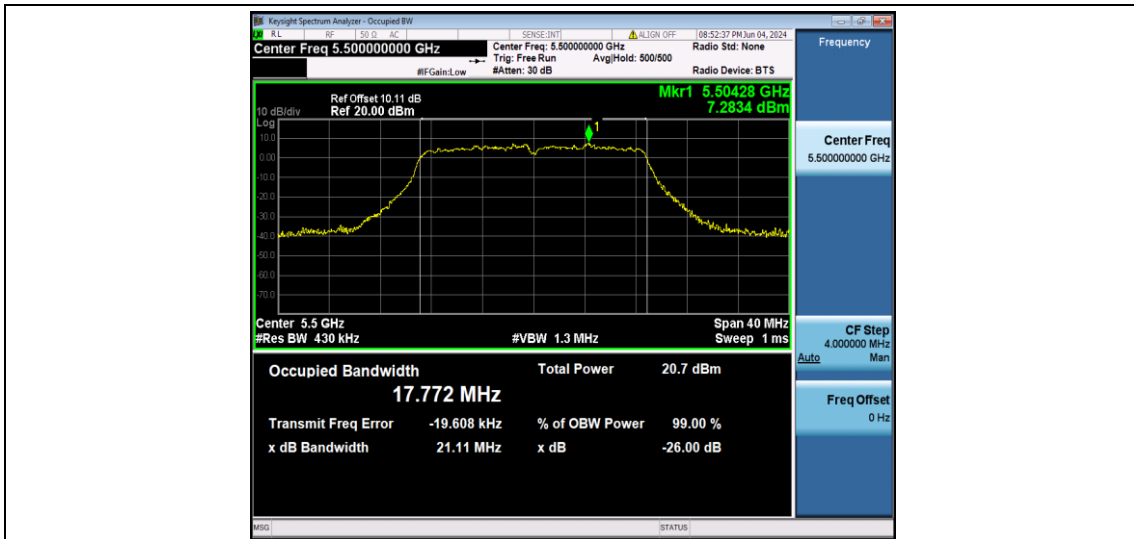 Keysight Spectrum Analyzer - Occupied BW
LXI RL RF 50 Ω AC SENSE:INT ALIGN OFF 08:52:37 PM Jun 04, 2024
Center Freq 5.500000000 GHz Center Freq: 5.500000000 GHz Radio Std: None
Trig: Free Run Avg|Hold: 500/500
#IFGain:Low #Atten: 30 dB Radio Device: BTS
Frequency
Mkr1 5.50428 GHz
7.2834 dBm
Ref Offset 10.11 dB
10 dB/div Ref 20.00 dBm
Log
1
10.0
0.00
-10.0
-20.0
-30.0
-40.0
-50.0
-60.0
-70.0
Center 5.5 GHz Span 40 MHz
#Res BW 430 kHz #VBW 1.3 MHz Sweep 1 ms
Center Freq
5.500000000 GHz
CF Step
4.000000 MHz
Auto Man
Freq Offset
0 Hz
Occupied Bandwidth Total Power 20.7 dBm
17.772 MHz
Transmit Freq Error -19.608 kHz % of OBW Power 99.00 %
x dB Bandwidth 21.11 MHz x dB -26.00 dB
MSG STATUS